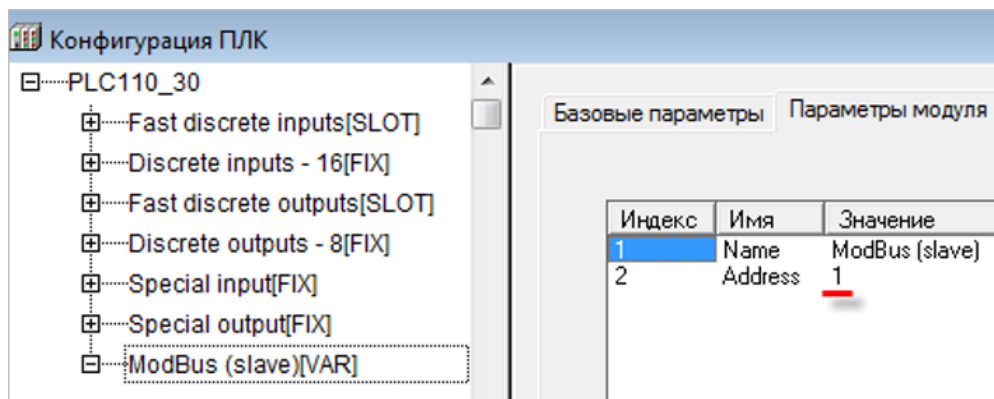 Конфигурация ПЛК
PLC110_30
Fast discrete inputs[SLOT]
Discrete inputs - 16[FIX]
Fast discrete outputs[SLOT]
Discrete outputs - 8[FIX]
Special input[FIX]
Special output[FIX]
ModBus (slave)[VAR]
Базовые параметры Параметры модуля
Индекс Имя Значение
1 Name ModBus (slave)
2 Address 1